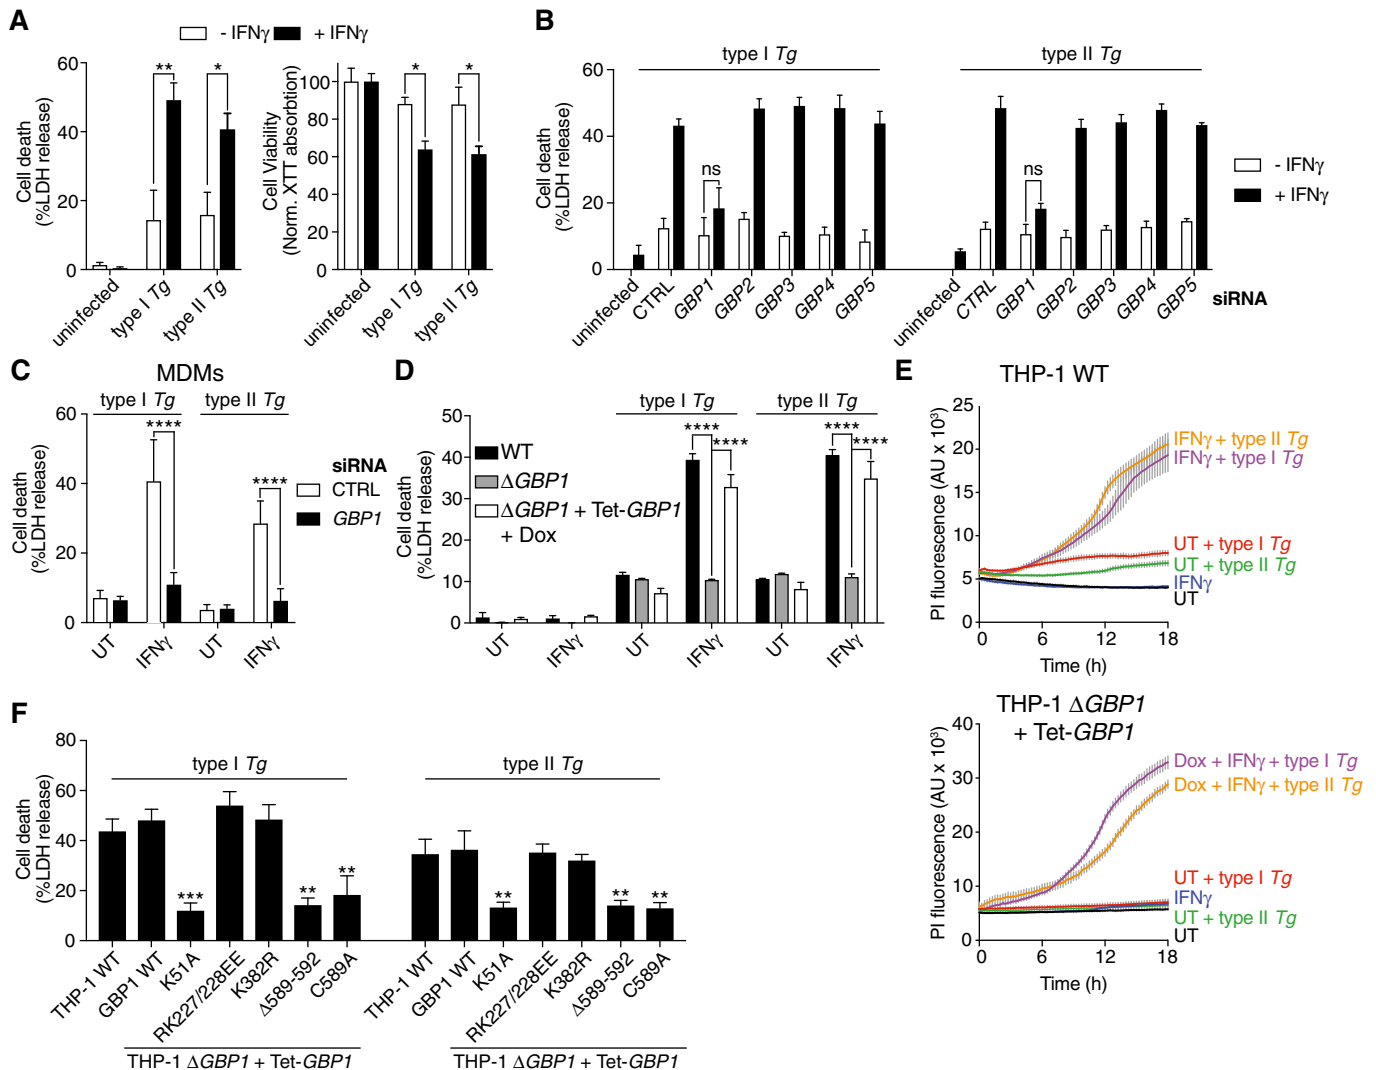 A
- IFNγ
+ IFNγ
Cell death
(%LDH release)
60
40
20
0
**
*
uninfected
type I Tg
type II Tg
Cell Viability
(Norm. XTT absorbtion)
100
80
60
40
20
0
*
*
uninfected
type I Tg
type II Tg
B
type I Tg
type II Tg
Cell death
(%LDH release)
60
40
20
0
ns
ns
- IFNγ
+ IFNγ
uninfected
CTRL
GBP1
GBP2
GBP3
GBP4
GBP5
uninfected
CTRL
GBP1
GBP2
GBP3
GBP4
GBP5
siRNA
C
MDMs
type I Tg
type II Tg
Cell death
(%LDH release)
60
40
20
0
****
****
siRNA
CTRL
GBP1
UT
IFNγ
UT
IFNγ
D
type I Tg
type II Tg
Cell death
(%LDH release)
50
40
30
20
10
0
WT
ΔGBP1
ΔGBP1 + Tet-GBP1
+ Dox
****
****
****
****
UT
IFNγ
UT
IFNγ
UT
IFNγ
E
THP-1 WT
PI fluorescence (AU x 10³)
25
20
15
10
5
0
IFNγ + type II Tg
IFNγ + type I Tg
UT + type I Tg
UT + type II Tg
IFNγ
UT
0
6
12
18
Time (h)
THP-1 ΔGBP1
+ Tet-GBP1
PI fluorescence (AU x 10³)
40
30
20
10
0
Dox + IFNγ + type I Tg
Dox + IFNγ + type II Tg
UT + type I Tg
IFNγ
UT + type II Tg
UT
0
6
12
18
Time (h)
F
Cell death
(%LDH release)
80
60
40
20
0
type I Tg
type II Tg
***
**
**
**
**
**
THP-1 WT
GBP1 WT
K51A
RK227/228EE
K382R
Δ589-592
C589A
THP-1 WT
GBP1 WT
K51A
RK227/228EE
K382R
Δ589-592
C589A
THP-1 ΔGBP1 + Tet-GBP1
THP-1 ΔGBP1 + Tet-GBP1